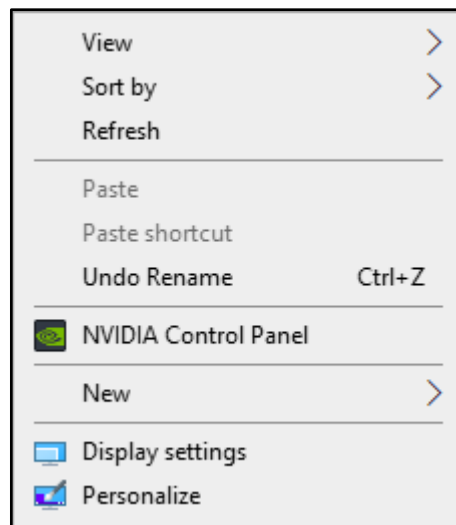 View
Sort by
Refresh
Paste
Paste shortcut
Undo Rename Ctrl+Z
NVIDIA Control Panel
New
Display settings
Personalize